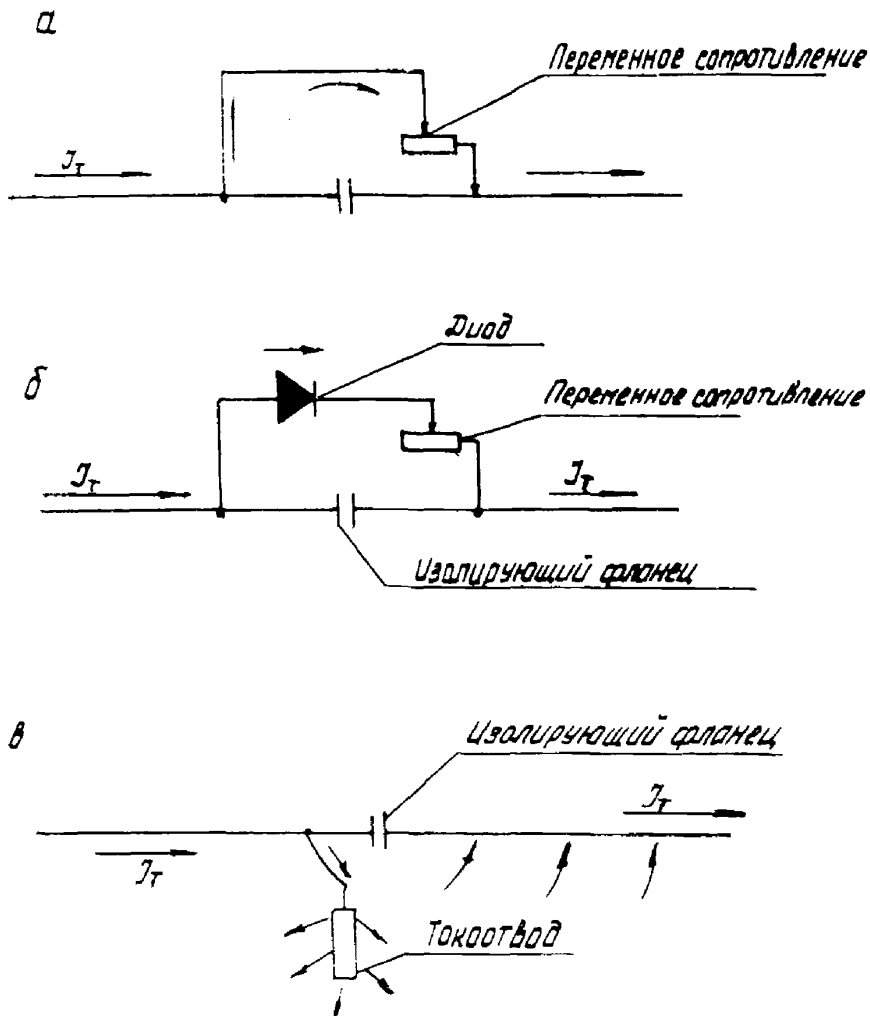 а
Переменное сопротивление
Jт
Диод
б
Переменное сопротивление
Jт
Jт
Изолирующий фланец
в
Изолирующий фланец
Jт
Jт
Токоотвод